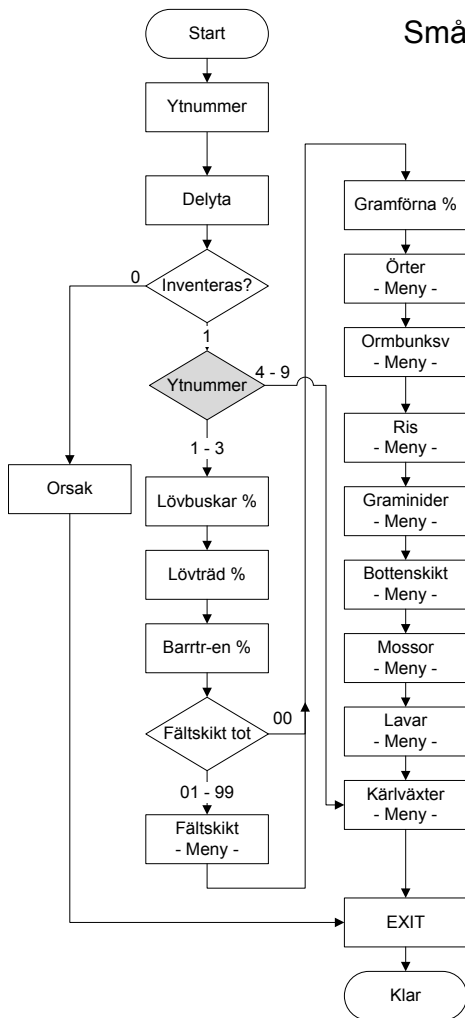 Start
Små
Ytnummer
Delyta
Inventeras?
0
1
Ytnummer
4 - 9
1 - 3
Orsak
Lövbuskar %
Lövträd %
Barrtr-en %
Fältskikt tot
00
01 - 99
Fältskikt
- Meny -
Gramförna %
Örter
- Meny -
Ormbunksv
- Meny -
Ris
- Meny -
Graminider
- Meny -
Bottenskikt
- Meny -
Mossor
- Meny -
Lavar
- Meny -
Kärlväxter
- Meny -
EXIT
Klar